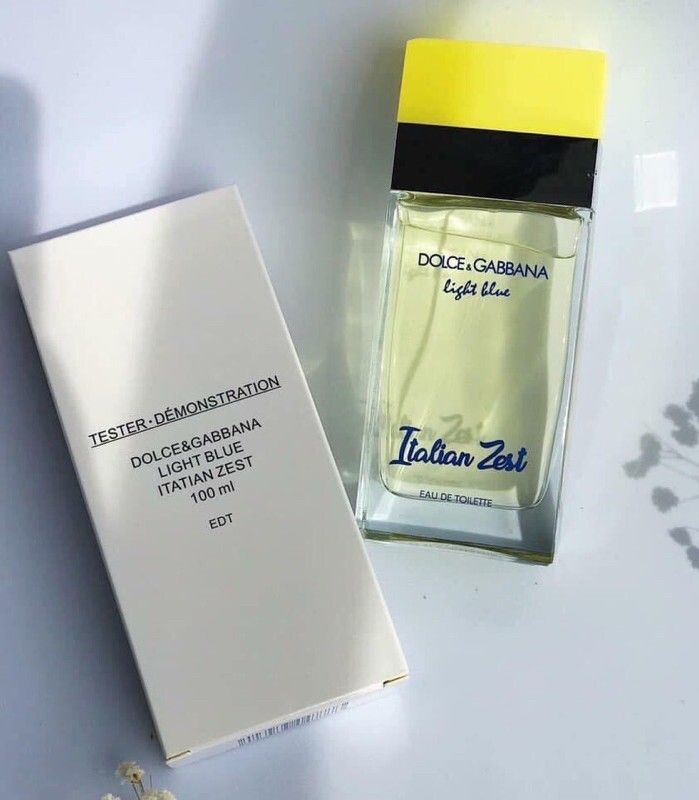 TESTER·DÉMONSTRATION
DOLCE&GABBANA
LIGHT BLUE
ITATIAN ZEST
100 ml
EDT
DOLCE&GABBANA
light blue
Italian Zest
EAU DE TOILETTE